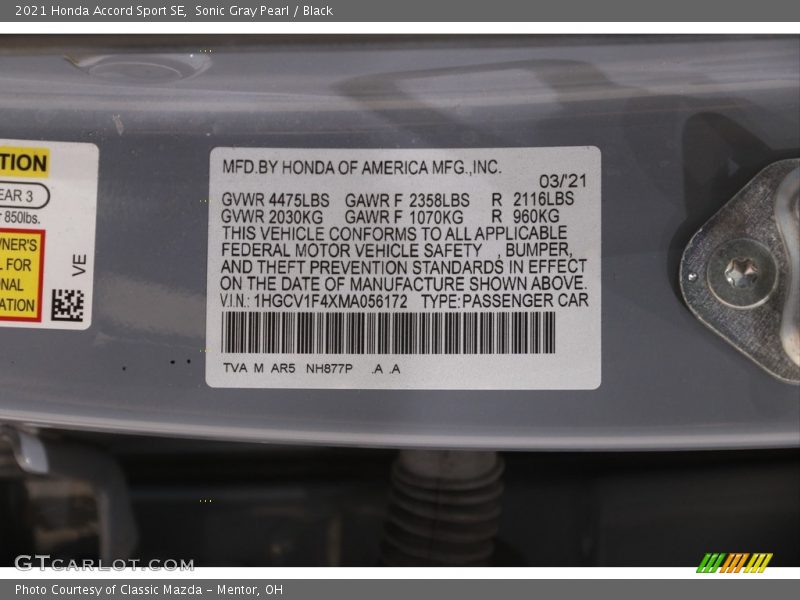 2021 Honda Accord Sport SE, Sonic Gray Pearl / Black
TION
EAR 3
850lbs.
WNER'S
L FOR
ONAL
ATION
VE
MFD.BY HONDA OF AMERICA MFG.,INC.
03/'21
GVWR 4475LBS GAWR F 2358LBS R 2116LBS
GVWR 2030KG GAWR F 1070KG R 960KG
THIS VEHICLE CONFORMS TO ALL APPLICABLE
FEDERAL MOTOR VEHICLE SAFETY , BUMPER,
AND THEFT PREVENTION STANDARDS IN EFFECT
ON THE DATE OF MANUFACTURE SHOWN ABOVE.
V.I.N.: 1HGCV1F4XMA056172 TYPE:PASSENGER CAR
TVA M AR5 NH877P .A .A
GTCARLOT.COM
Photo Courtesy of Classic Mazda – Mentor, OH